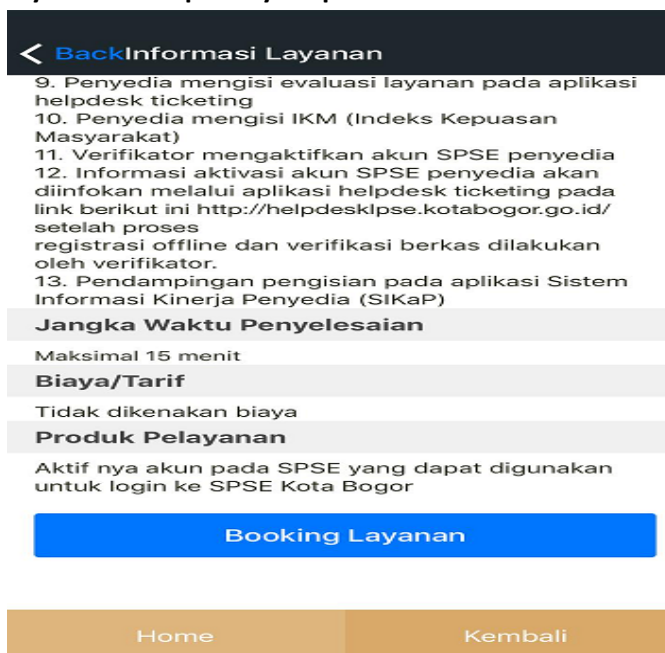 BackInformasi Layanan
9. Penyedia mengisi evaluasi layanan pada aplikasi
helpdesk ticketing
10. Penyedia mengisi IKM (Indeks Kepuasan
Masyarakat)
11. Verifikator mengaktifkan akun SPSE penyedia
12. Informasi aktivasi akun SPSE penyedia akan
diinfokan melalui aplikasi helpdesk ticketing pada
link berikut ini http://helpdesklpse.kotabogor.go.id/
setelah proses
registrasi offline dan verifikasi berkas dilakukan
oleh verifikator.
13. Pendampingan pengisian pada aplikasi Sistem
Informasi Kinerja Penyedia (SIKaP)
Jangka Waktu Penyelesaian
Maksimal 15 menit
Biaya/Tarif
Tidak dikenakan biaya
Produk Pelayanan
Aktif nya akun pada SPSE yang dapat digunakan
untuk login ke SPSE Kota Bogor
Booking Layanan
Home Kembali